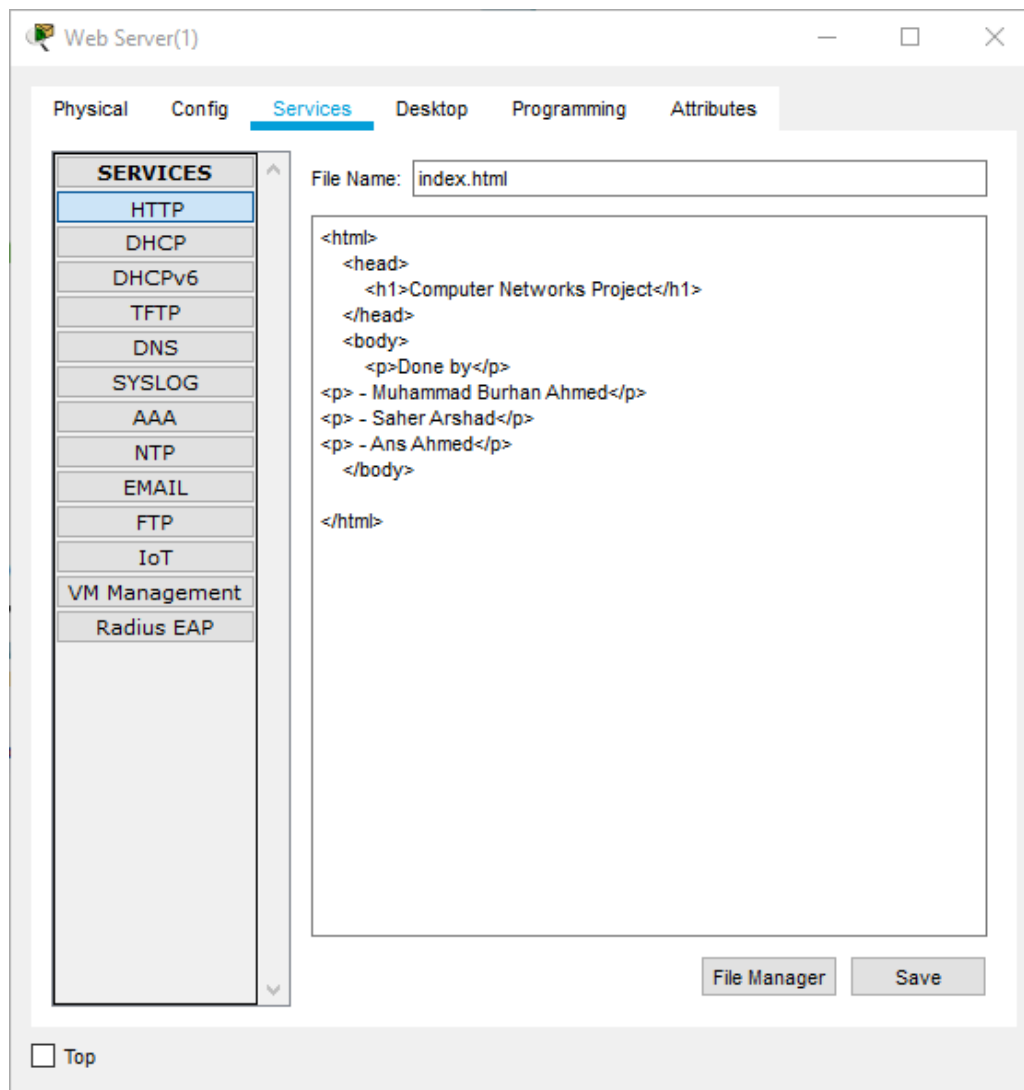 Web Server(1)
Physical Config Services Desktop Programming Attributes
SERVICES
HTTP
DHCP
DHCPv6
TFTP
DNS
SYSLOG
AAA
NTP
EMAIL
FTP
IoT
VM Management
Radius EAP
File Name: index.html
<html>
<head>
<h1>Computer Networks Project</h1>
</head>
<body>
<p>Done by</p>
<p> - Muhammad Burhan Ahmed</p>
<p> - Saher Arshad</p>
<p> - Ans Ahmed</p>
</body>
</html>
File Manager Save
Top